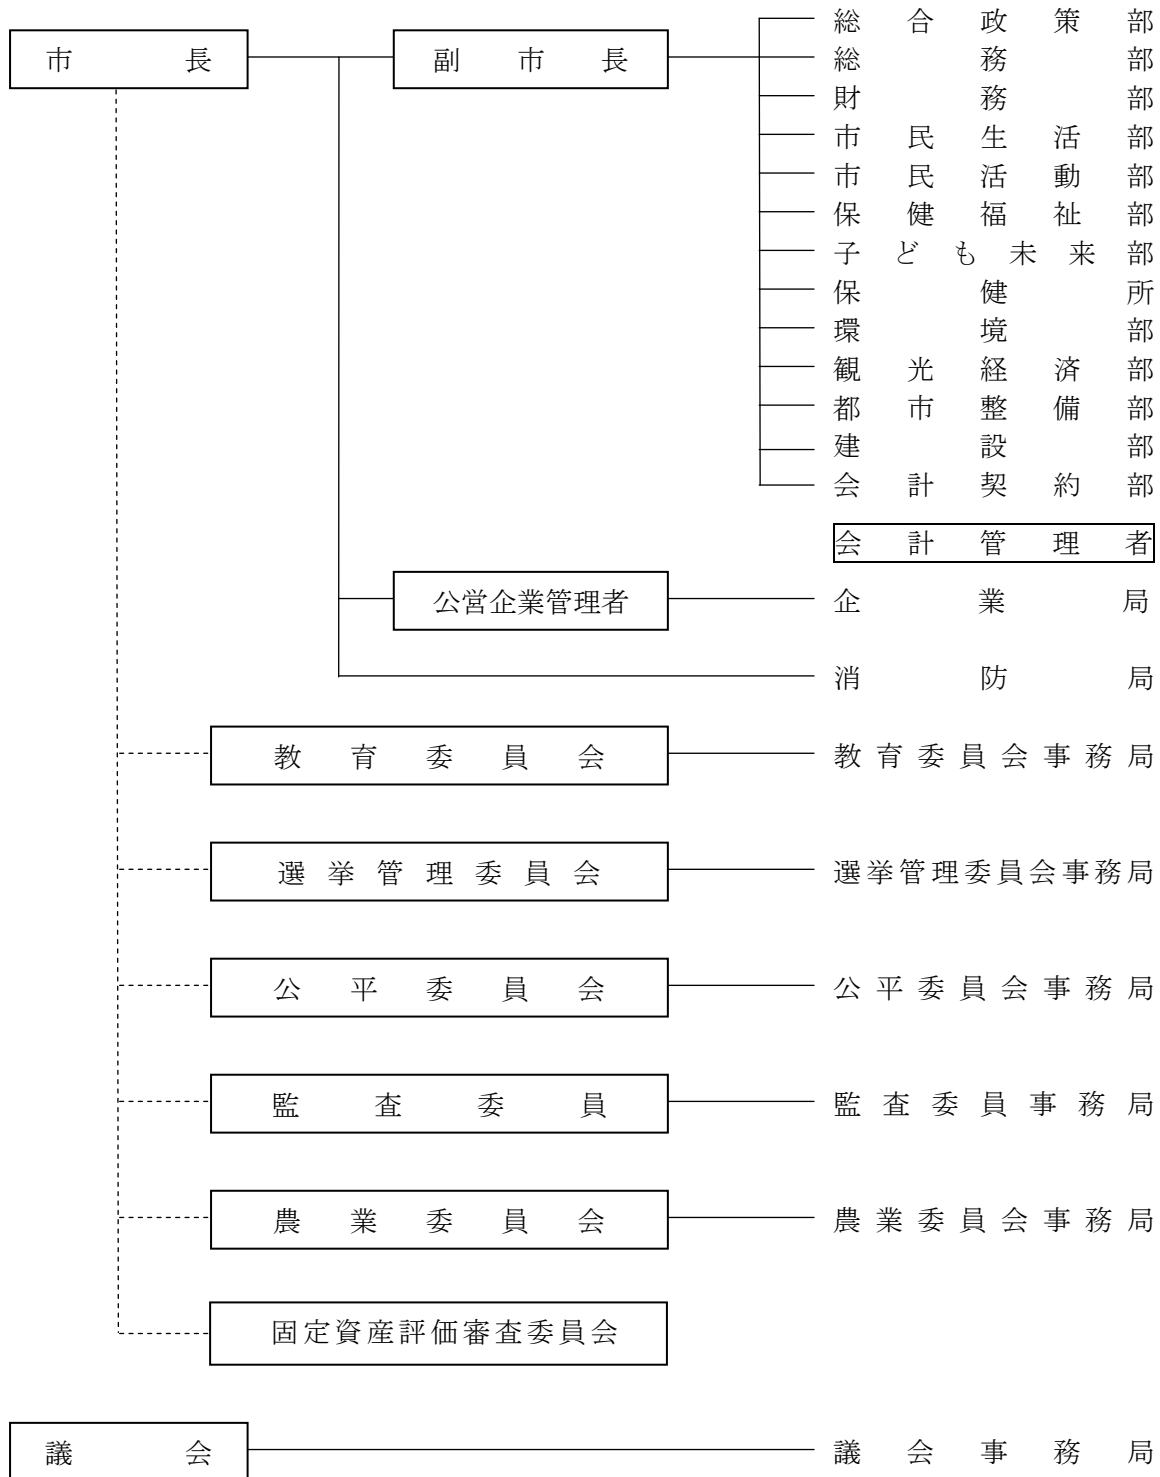 総合政策部
市長 副市長 総務部
財務部
市民生活部
市民活動部
保健福祉部
子ども未来部
保健所
環境部
観光経済部
都市整備部
建設部
会計契約部
会計管理者
公営企業管理者 企業局
消防局
教育委員会 教育委員会事務局
選挙管理委員会 選挙管理委員会事務局
公平委員会 公平委員会事務局
監査委員 監査委員事務局
農業委員会 農業委員会事務局
固定資産評価審査委員会
議会 議会事務局